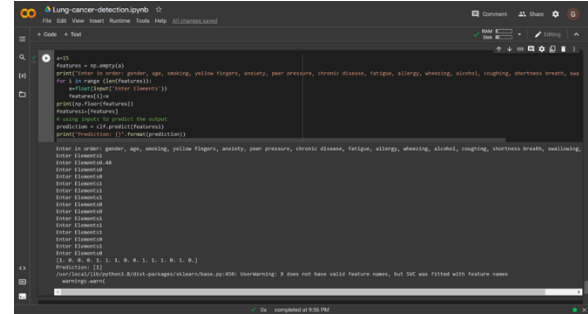 Lung-cancer-detection.ipynb
File Edit View Insert Runtime Tools Help All changes saved
Comment Share G
+ Code + Text
RAM Disk Editing
a=15
features = np.empty(a)
print("Enter in order: gender, age, smoking, yellow fingers, anxiety, peer pressure, chronic disease, fatigue, allergy, wheezing, alcohol, coughing, shortness breath, swa
for i in range (len(features)):
x=float(input('Enter Elements'))
features[i]=x
print(np.floor(features))
features1=[features]
# using inputs to predict the output
prediction = clf.predict(features1)
print("Prediction: {}".format(prediction))
Enter in order: gender, age, smoking, yellow fingers, anxiety, peer pressure, chronic disease, fatigue, allergy, wheezing, alcohol, coughing, shortness breath, swallowing,
Enter Elements1
Enter Elements0.48
Enter Elements0
Enter Elements0
Enter Elements1
Enter Elements1
Enter Elements0
Enter Elements0
Enter Elements1
Enter Elements1
Enter Elements1
Enter Elements0
Enter Elements1
Enter Elements0
[1. 0. 0. 0. 1. 1. 0. 0. 1. 1. 1. 0. 1. 0.]
Prediction: [1]
/usr/local/lib/python3.8/dist-packages/sklearn/base.py:450: UserWarning: X does not have valid feature names, but SVC was fitted with feature names
warnings.warn(
0s completed at 9:36 PM